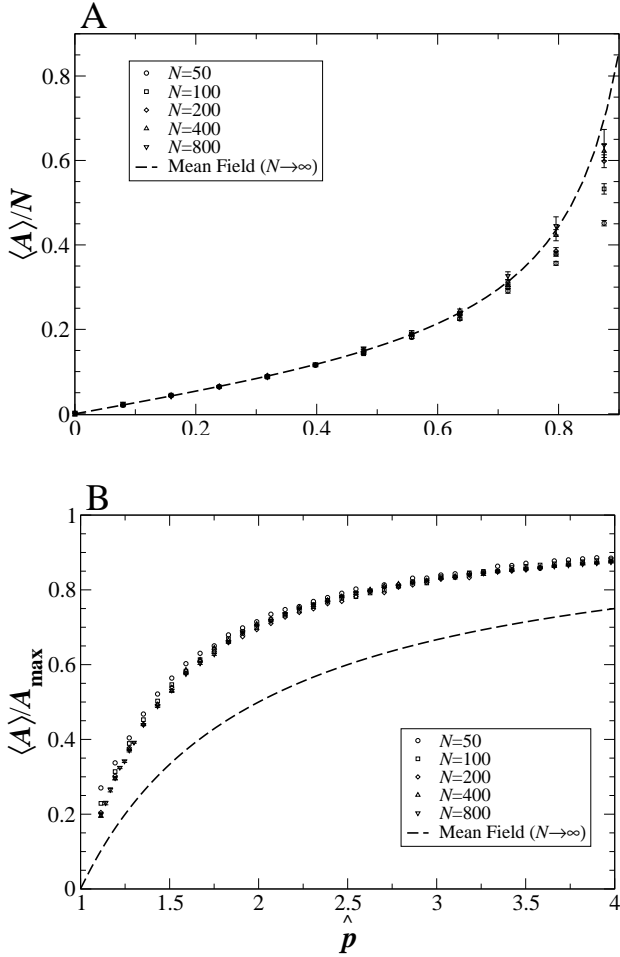 A
0.8
0.6
0.4
0.2
0
⟨A⟩/N
N=50
N=100
N=200
N=400
N=800
Mean Field (N→∞)
0 0.2 0.4 0.6 0.8
B
1
0.8
0.6
0.4
0.2
0
⟨A⟩/A_max
N=50
N=100
N=200
N=400
N=800
Mean Field (N→∞)
1 1.5 2 2.5 3 3.5 4
p̂